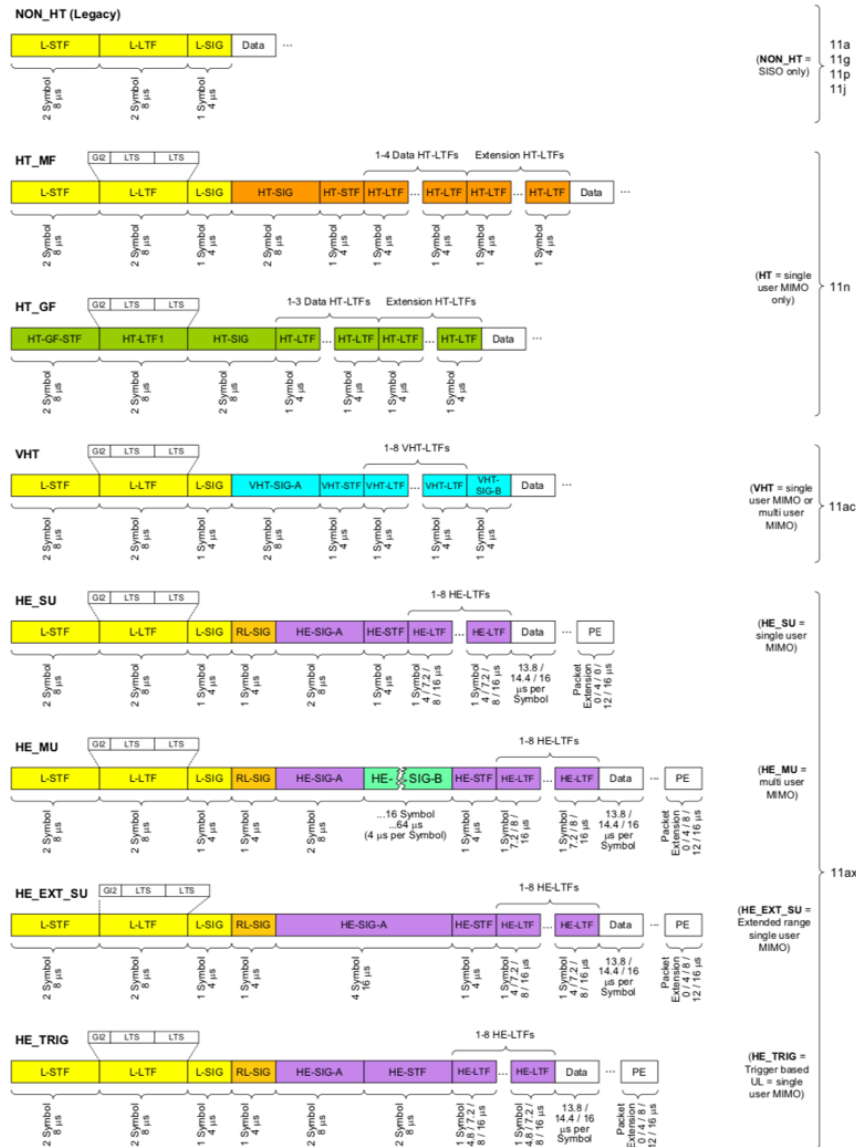 NON_HT (Legacy)
L-STF L-LTF L-SIG Data ...
2 Symbol 8 µs
2 Symbol 8 µs
1 Symbol 4 µs
(NON_HT =
SISO only)
11a
11g
11p
11j
HT_MF
GI2 LTS LTS
1-4 Data HT-LTFs Extension HT-LTFs
L-STF L-LTF L-SIG HT-SIG HT-STF HT-LTF ... HT-LTF HT-LTF ... HT-LTF Data ...
2 Symbol 8 µs
2 Symbol 8 µs
1 Symbol 4 µs
2 Symbol 8 µs
1 Symbol 4 µs
1 Symbol 4 µs
1 Symbol 4 µs
1 Symbol 4 µs
1 Symbol 4 µs
(HT = single
user MIMO
only)
11n
HT_GF
GI2 LTS LTS
1-3 Data HT-LTFs Extension HT-LTFs
HT-GF-STF HT-LTF1 HT-SIG HT-LTF ... HT-LTF HT-LTF ... HT-LTF Data ...
2 Symbol 8 µs
2 Symbol 8 µs
2 Symbol 8 µs
1 Symbol 4 µs
1 Symbol 4 µs
1 Symbol 4 µs
1 Symbol 4 µs
VHT
GI2 LTS LTS
1-8 VHT-LTFs
L-STF L-LTF L-SIG VHT-SIG-A VHT-STF VHT-LTF ... VHT-LTF VHT-SIG-B Data ...
2 Symbol 8 µs
2 Symbol 8 µs
1 Symbol 4 µs
2 Symbol 8 µs
1 Symbol 4 µs
1 Symbol 4 µs
1 Symbol 4 µs
1 Symbol 4 µs
(VHT = single
user MIMO or
multi user
MIMO)
11ac
HE_SU
GI2 LTS LTS
1-8 HE-LTFs
L-STF L-LTF L-SIG RL-SIG HE-SIG-A HE-STF HE-LTF ... HE-LTF Data ... PE
2 Symbol 8 µs
2 Symbol 8 µs
1 Symbol 4 µs
1 Symbol 4 µs
2 Symbol 8 µs
1 Symbol 4 µs
1 Symbol 4 / 7.2 / 8 / 16 µs
1 Symbol 4 / 7.2 / 8 / 16 µs
13.8 /
14.4 / 16
µs per
Symbol
Packet Extension 0 / 4 / 0 / 12 / 16 µs
(HE_SU =
single user
MIMO)
HE_MU
GI2 LTS LTS
1-8 HE-LTFs
L-STF L-LTF L-SIG RL-SIG HE-SIG-A HE- SIG-B HE-STF HE-LTF ... HE-LTF Data ... PE
2 Symbol 8 µs
2 Symbol 8 µs
1 Symbol 4 µs
1 Symbol 4 µs
2 Symbol 8 µs
...16 Symbol
...64 µs
(4 µs per Symbol)
1 Symbol 4 µs
1 Symbol 7.2 / 8 / 16 µs
1 Symbol 7.2 / 8 / 16 µs
13.8 /
14.4 / 16
µs per
Symbol
Packet Extension 0 / 4 / 8 / 12 / 16 µs
(HE_MU =
multi user
MIMO)
11ax
HE_EXT_SU
GI2 LTS LTS
1-8 HE-LTFs
L-STF L-LTF L-SIG RL-SIG HE-SIG-A HE-STF HE-LTF ... HE-LTF Data ... PE
2 Symbol 8 µs
2 Symbol 8 µs
1 Symbol 4 µs
1 Symbol 4 µs
4 Symbol 16 µs
1 Symbol 4 µs
1 Symbol 4 / 7.2 / 8 / 16 µs
1 Symbol 4 / 7.2 / 8 / 16 µs
13.8 /
14.4 / 16
µs per
Symbol
Packet Extension 0 / 4 / 8 / 12 / 16 µs
(HE_EXT_SU =
Extended range
single user
MIMO)
HE_TRIG
GI2 LTS LTS
1-8 HE-LTFs
L-STF L-LTF L-SIG RL-SIG HE-SIG-A HE-STF HE-LTF ... HE-LTF Data ... PE
2 Symbol 8 µs
2 Symbol 8 µs
1 Symbol 4 µs
1 Symbol 4 µs
2 Symbol 8 µs
2 Symbol 8 µs
1 Symbol 4.8 / 7.2 / 8 / 16 µs
1 Symbol 4.8 / 7.2 / 8 / 16 µs
13.8 /
14.4 / 16
µs per
Symbol
Packet Extension 0 / 4 / 8 / 12 / 16 µs
(HE_TRIG =
Trigger based
UL = single
user MIMO)